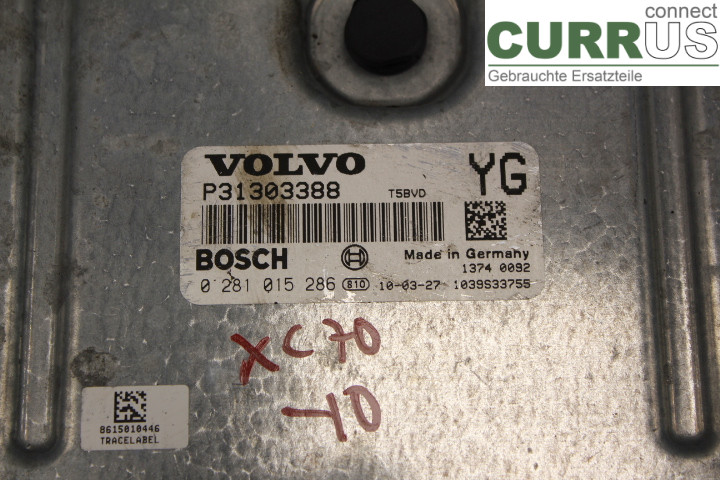 connect
CURRUS
Gebrauchte Ersatzteile
VOLVO YG
P31303388 T5BVD
BOSCH Made in Germany
1374 0092
0 281 015 286 810 10-03-27 1039S33755
XC70
10
8615010446
TRACELABEL